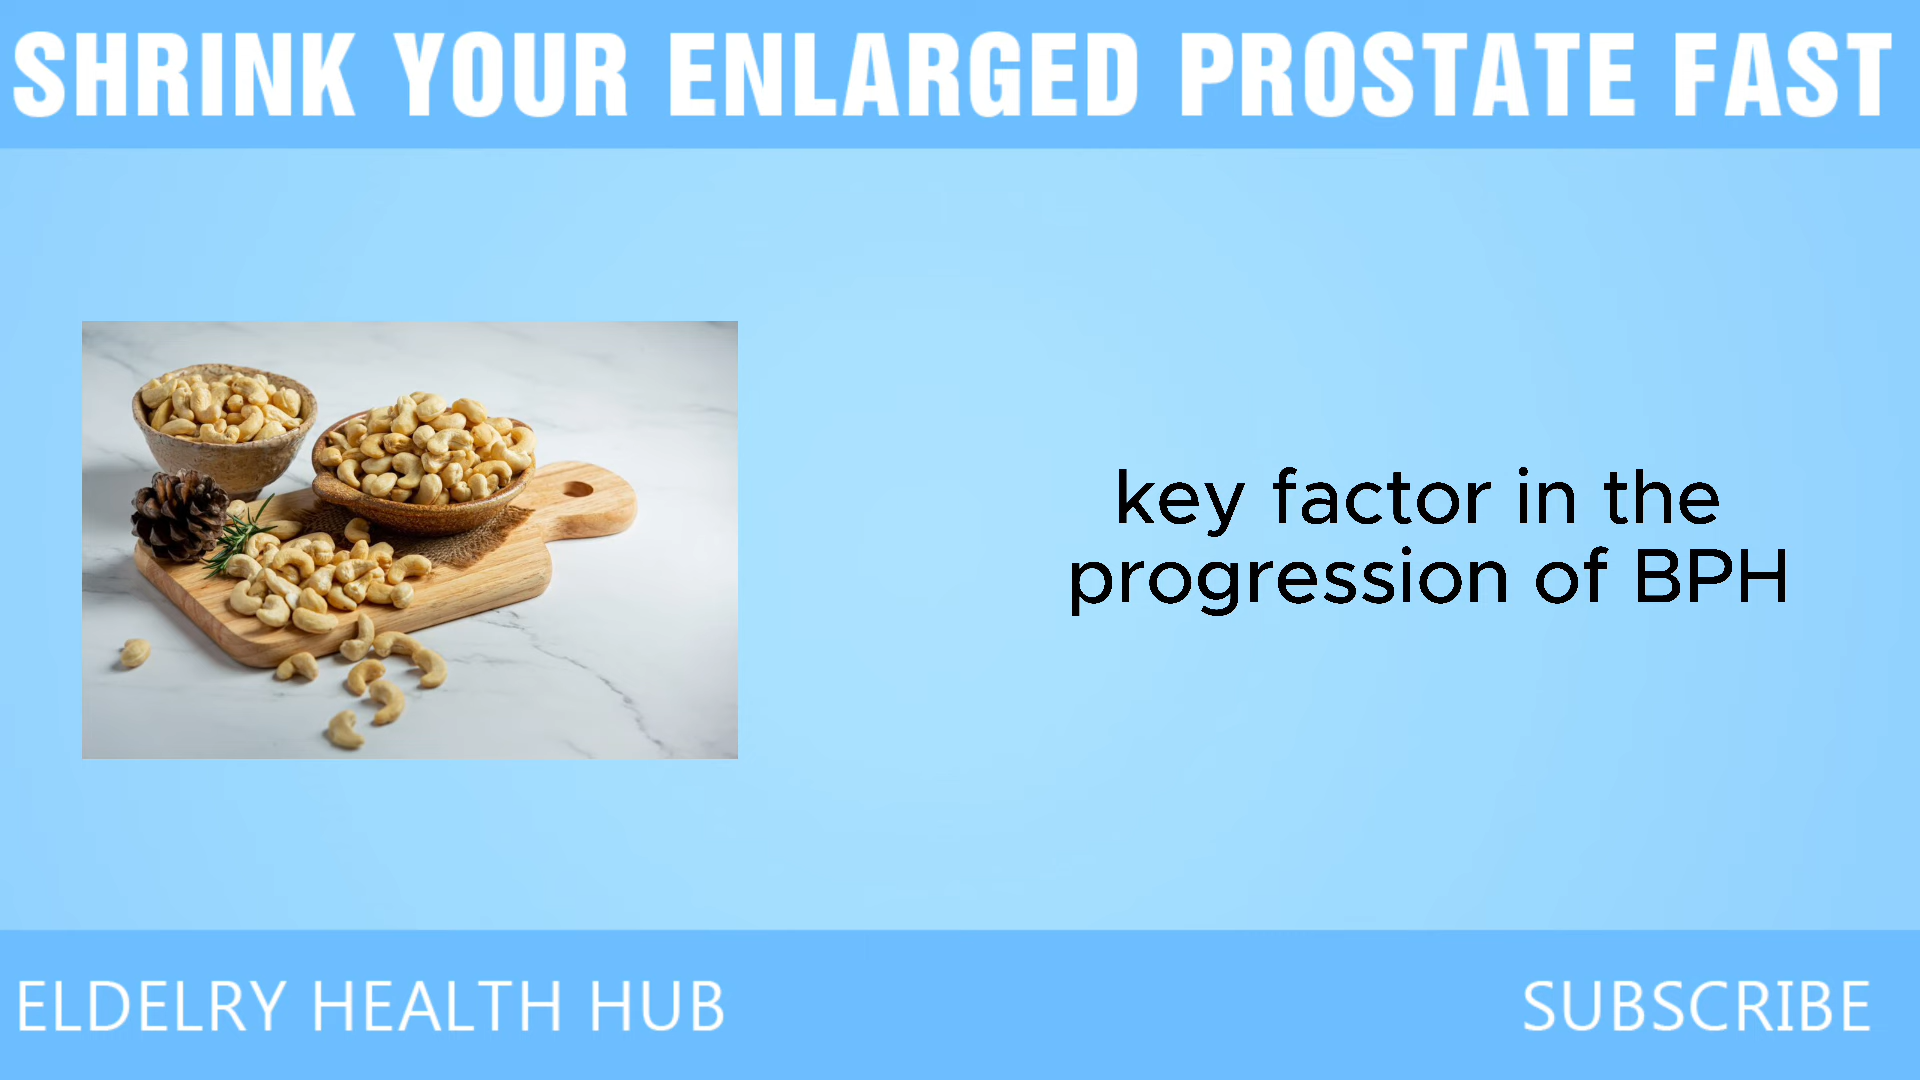 SHRINK YOUR ENLARGED PROSTATE FAST
key factor in the
progression of BPH
ELDELRY HEALTH HUB
SUBSCRIBE